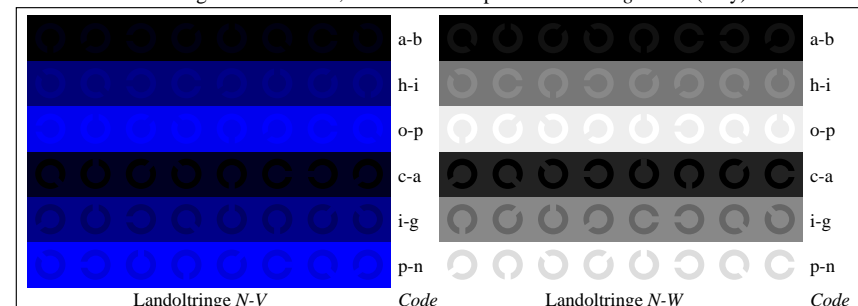 a-b a-b
h-i h-i
o-p o-p
c-a c-a
i-g i-g
p-n p-n
Landoltringe N-V Code Landoltringe N-W Code